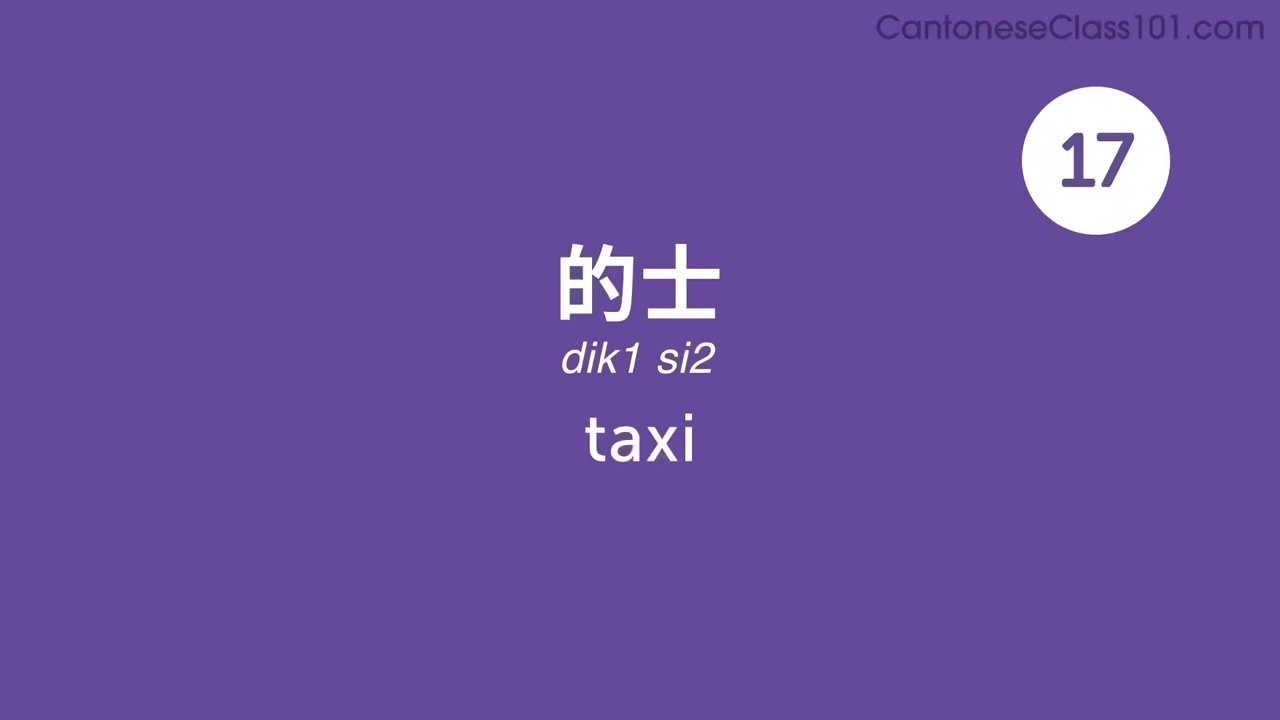 CantoneseClass101.com
17
的士
dik1 si2
taxi